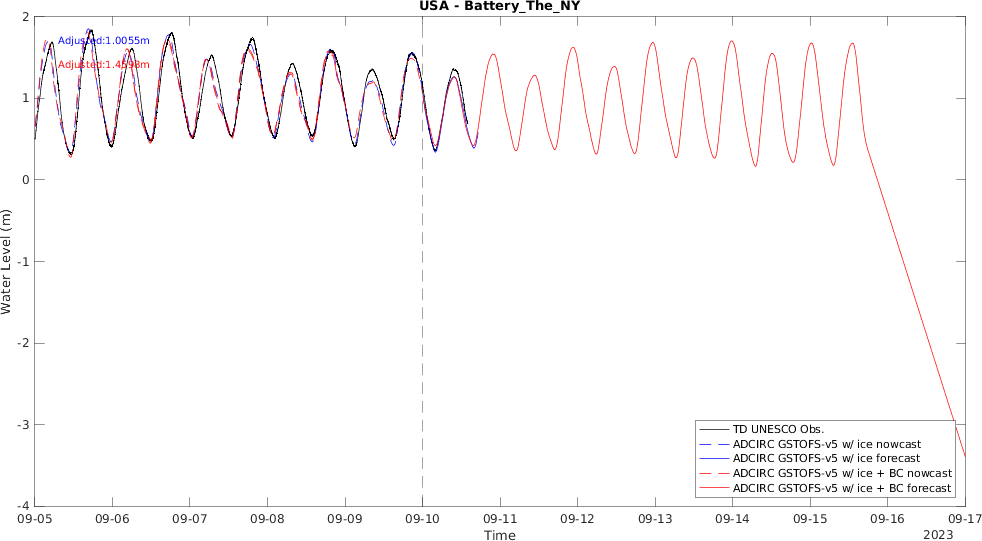 USA - Battery_The_NY
Adjusted:1.0055m
Adjusted:1.4598m
Water Level (m)
2
1
0
-1
-2
-3
-4
TD UNESCO Obs.
ADCIRC GSTOFS-v5 w/ ice nowcast
ADCIRC GSTOFS-v5 w/ ice forecast
ADCIRC GSTOFS-v5 w/ ice + BC nowcast
ADCIRC GSTOFS-v5 w/ ice + BC forecast
09-05 09-06 09-07 09-08 09-09 09-10 09-11 09-12 09-13 09-14 09-15 09-16 09-17
Time
2023